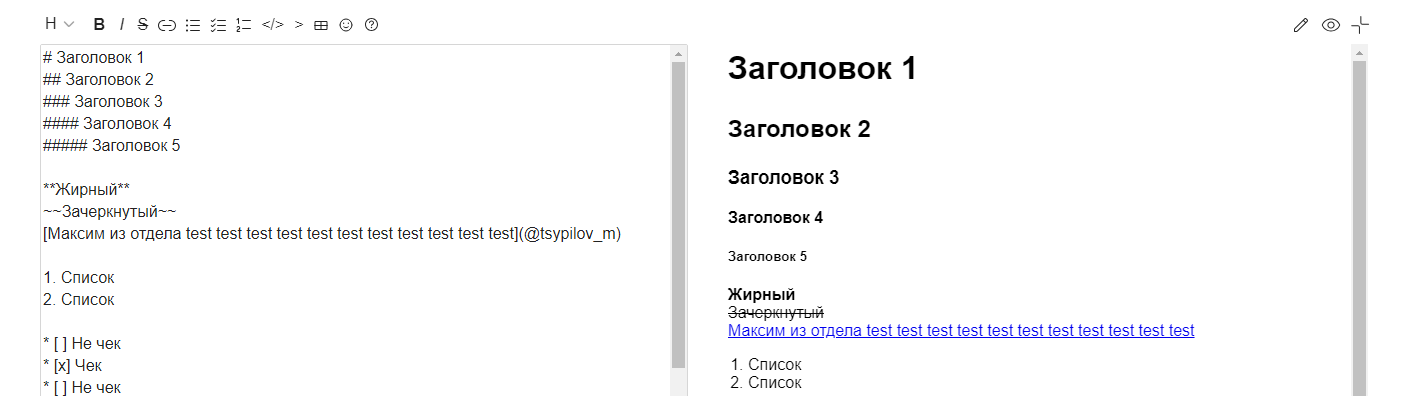 H B I S </> >
# Заголовок 1
## Заголовок 2
### Заголовок 3
#### Заголовок 4
##### Заголовок 5
**Жирный**
~~Зачеркнутый~~
[Максим из отдела test test test test test test test test test test test](@tsypilov_m)
1. Список
2. Список
* [ ] Не чек
* [x] Чек
* [ ] Не чек
Заголовок 1
Заголовок 2
Заголовок 3
Заголовок 4
Заголовок 5
Жирный
Зачеркнутый
Максим из отдела test test test test test test test test test test test
1. Список
2. Список